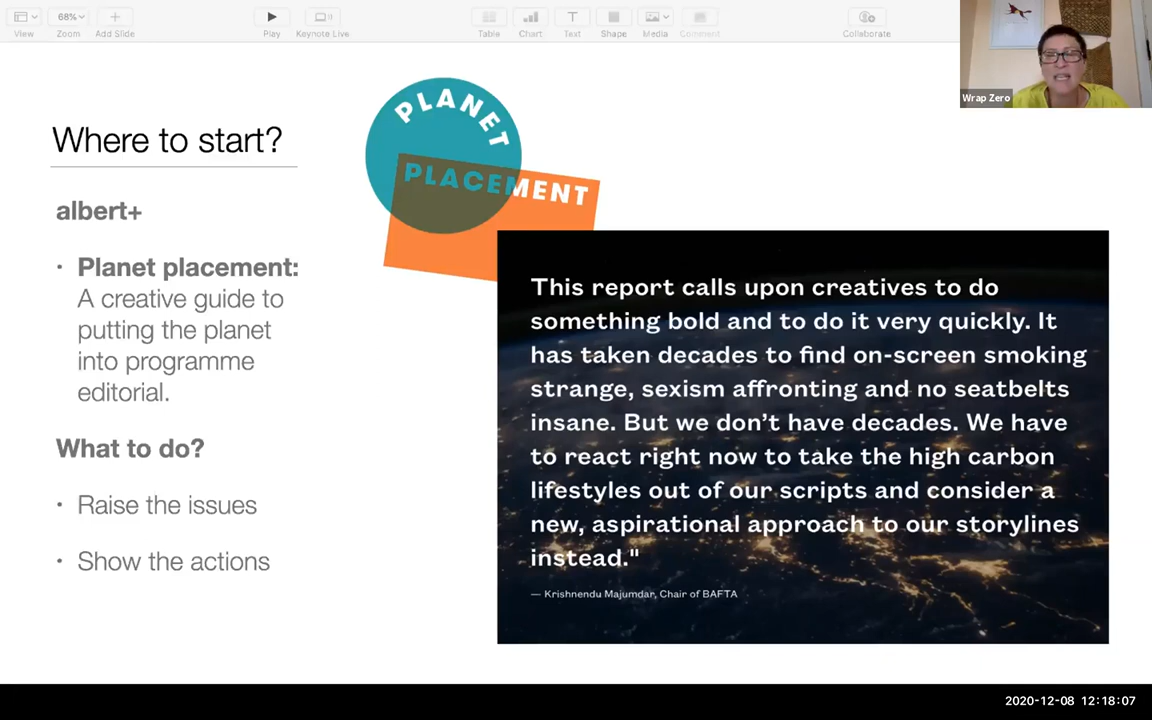 View
68%
Zoom
Add Slide
Play
Keynote Live
Table
Chart
Text
Shape
Media
Comment
Collaborate
Wrap Zero
Where to start?
PLANET
PLACEMENT
albert+
· Planet placement:
A creative guide to
putting the planet
into programme
editorial.
What to do?
· Raise the issues
· Show the actions
This report calls upon creatives to do
something bold and to do it very quickly. It
has taken decades to find on-screen smoking
strange, sexism affronting and no seatbelts
insane. But we don’t have decades. We have
to react right now to take the high carbon
lifestyles out of our scripts and consider a
new, aspirational approach to our storylines
instead."
— Krishnendu Majumdar, Chair of BAFTA
2020-12-08 12:18:07